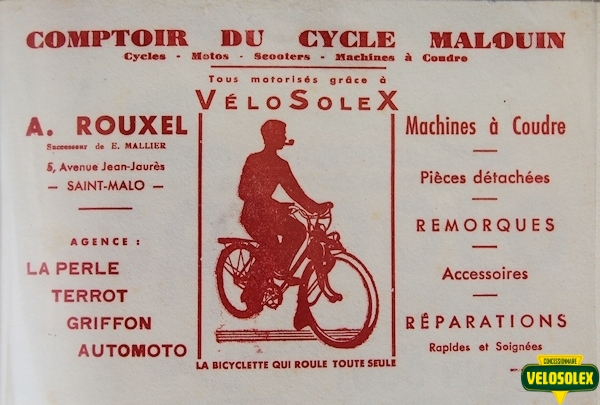 COMPTOIR DU CYCLE MALOUIN
Cycles - Motos - Scooters - Machines à Coudre
Tous motorisés grâce à
VÉLOSOLEX
A. ROUXEL
Successeur de E. MALLIER
5, Avenue Jean-Jaurès
— SAINT-MALO —
AGENCE :
LA PERLE
TERROT
GRIFFON
AUTOMOTO
LA BICYCLETTE QUI ROULE TOUTE SEULE
Machines à Coudre
Pièces détachées
REMORQUES
Accessoires
RÉPARATIONS
Rapides et Soignées
CONCESSIONNAIRE
VELOSOLEX